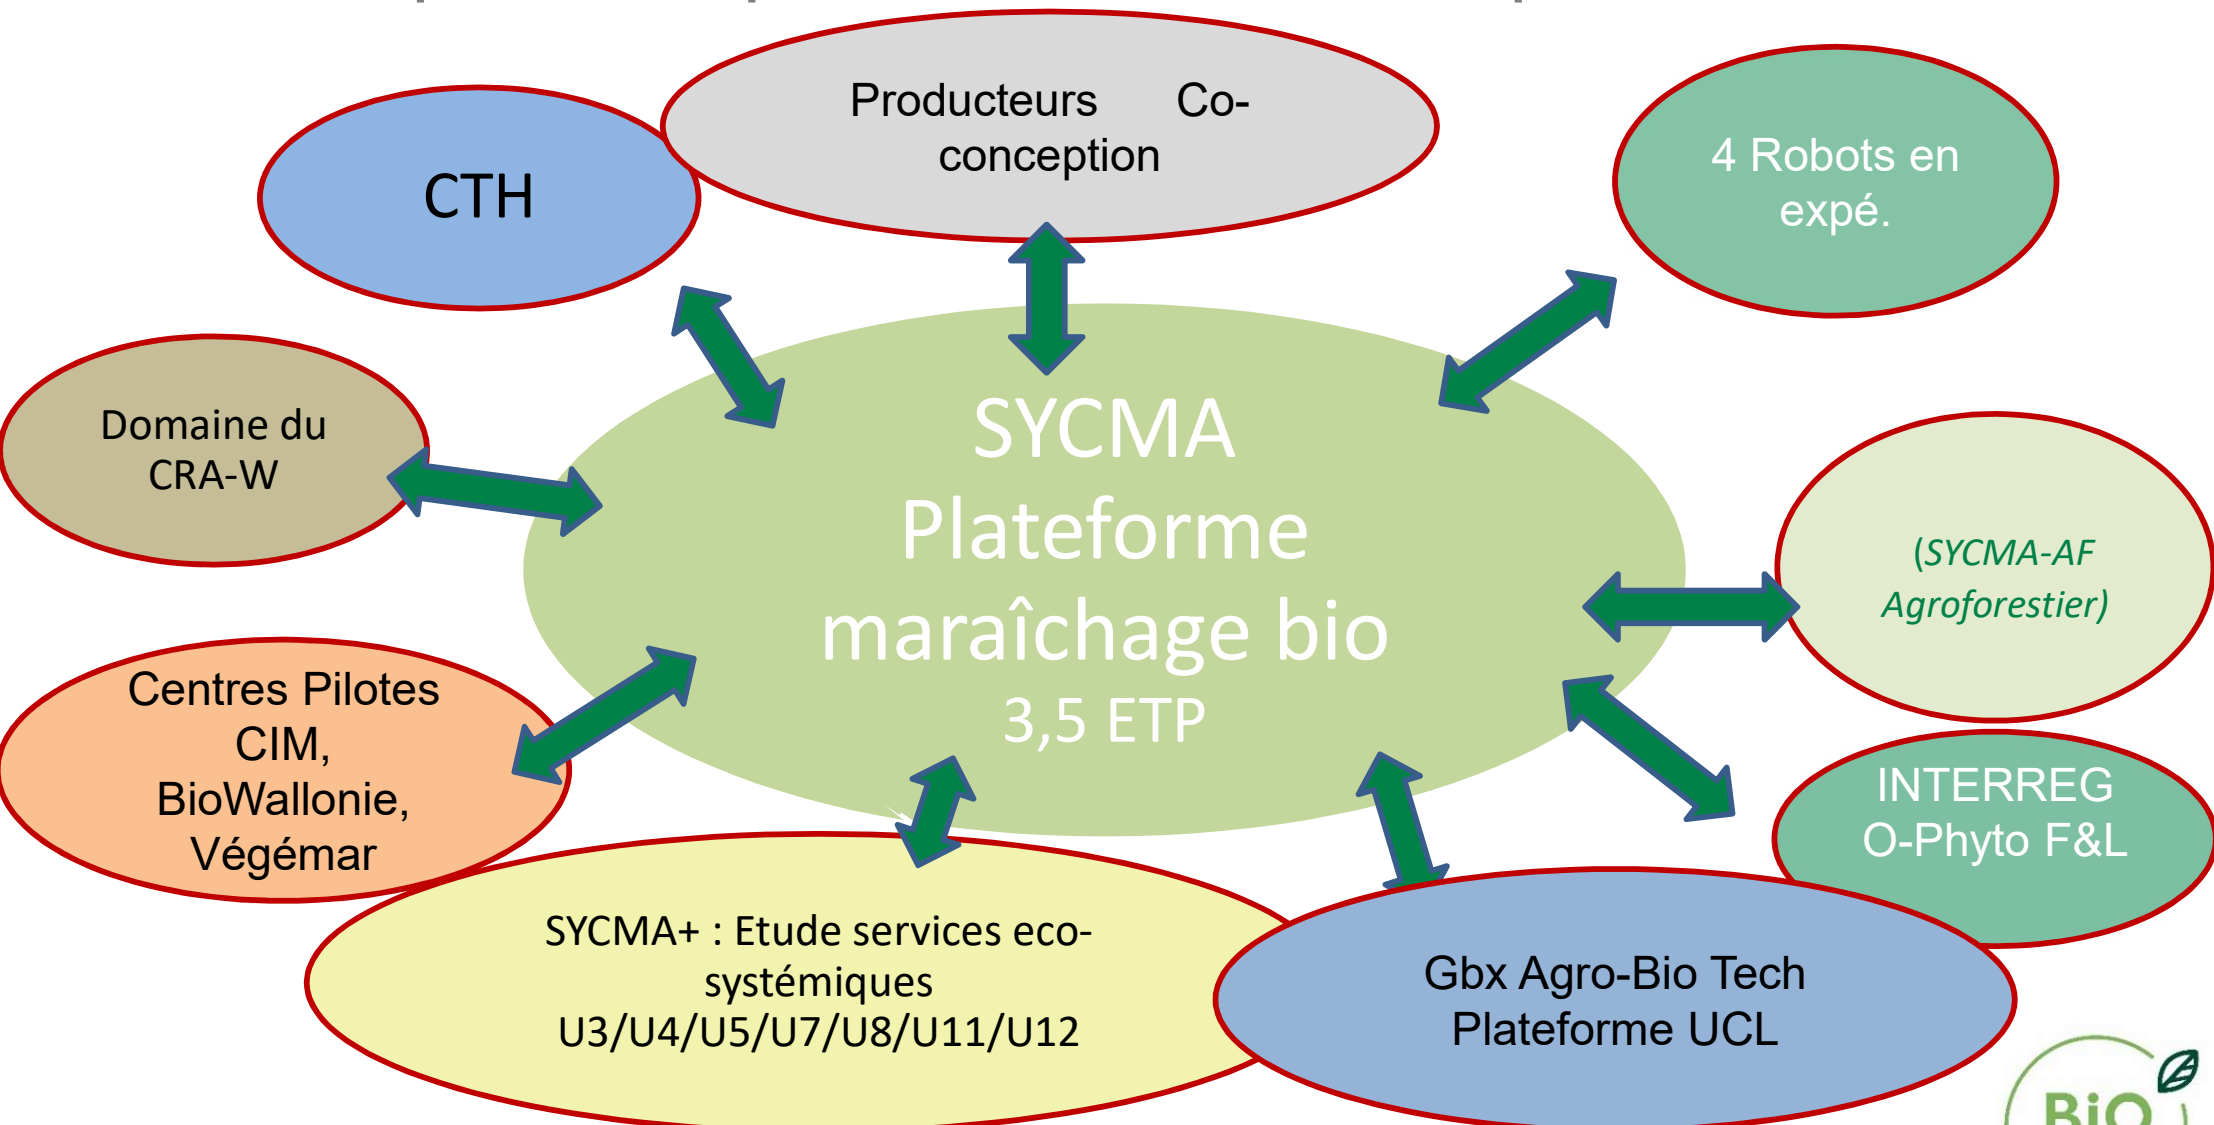 Producteurs Co-
conception
CTH
4 Robots en
expé.
Domaine du
CRA-W
SYCMA
Plateforme
maraîchage bio
3,5 ETP
(SYCMA-AF
Agroforestier)
Centres Pilotes
CIM,
BioWallonie,
Végémar
INTERREG
O-Phyto F&L
SYCMA+ : Etude services eco-
systémiques
U3/U4/U5/U7/U8/U11/U12
Gbx Agro-Bio Tech
Plateforme UCL
BiO